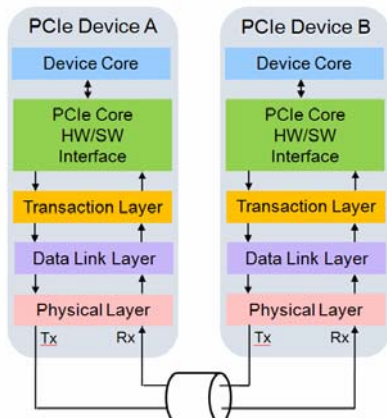 PCIe Device A
Device Core
PCIe Core
HW/SW
Interface
Transaction Layer
Data Link Layer
Physical Layer
Tx
Rx
PCIe Device B
Device Core
PCIe Core
HW/SW
Interface
Transaction Layer
Data Link Layer
Physical Layer
Tx
Rx